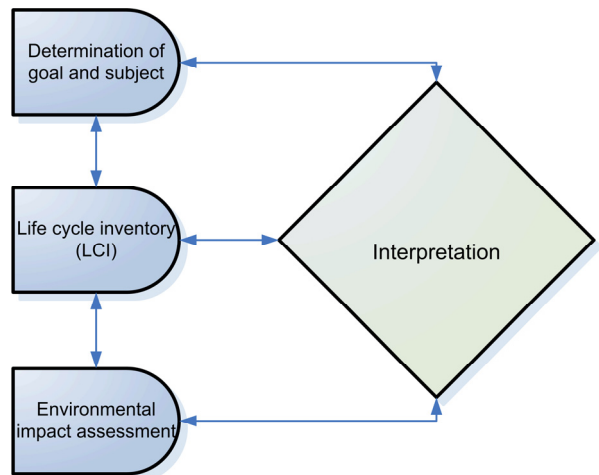 Determination of
goal and subject
Life cycle inventory
(LCI)
Interpretation
Environmental
impact assessment